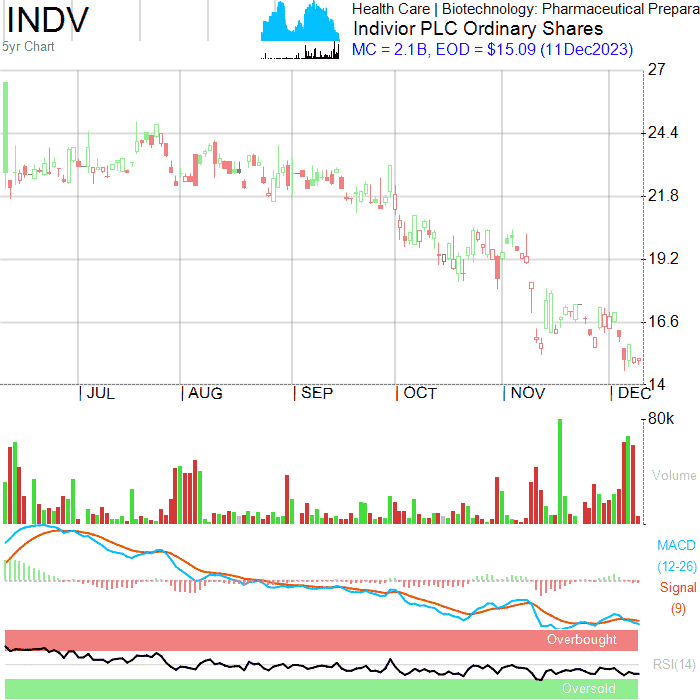 INDV
5yr Chart
Health Care | Biotechnology: Pharmaceutical Prepara
Indivior PLC Ordinary Shares
MC = 2.1B, EOD = $15.09 (11Dec2023)
27
24.4
21.8
19.2
16.6
14
JUL
AUG
SEP
OCT
NOV
DEC
80k
Volume
0
MACD
(12-26)
Signal
(9)
Overbought
RSI(14)
Oversold